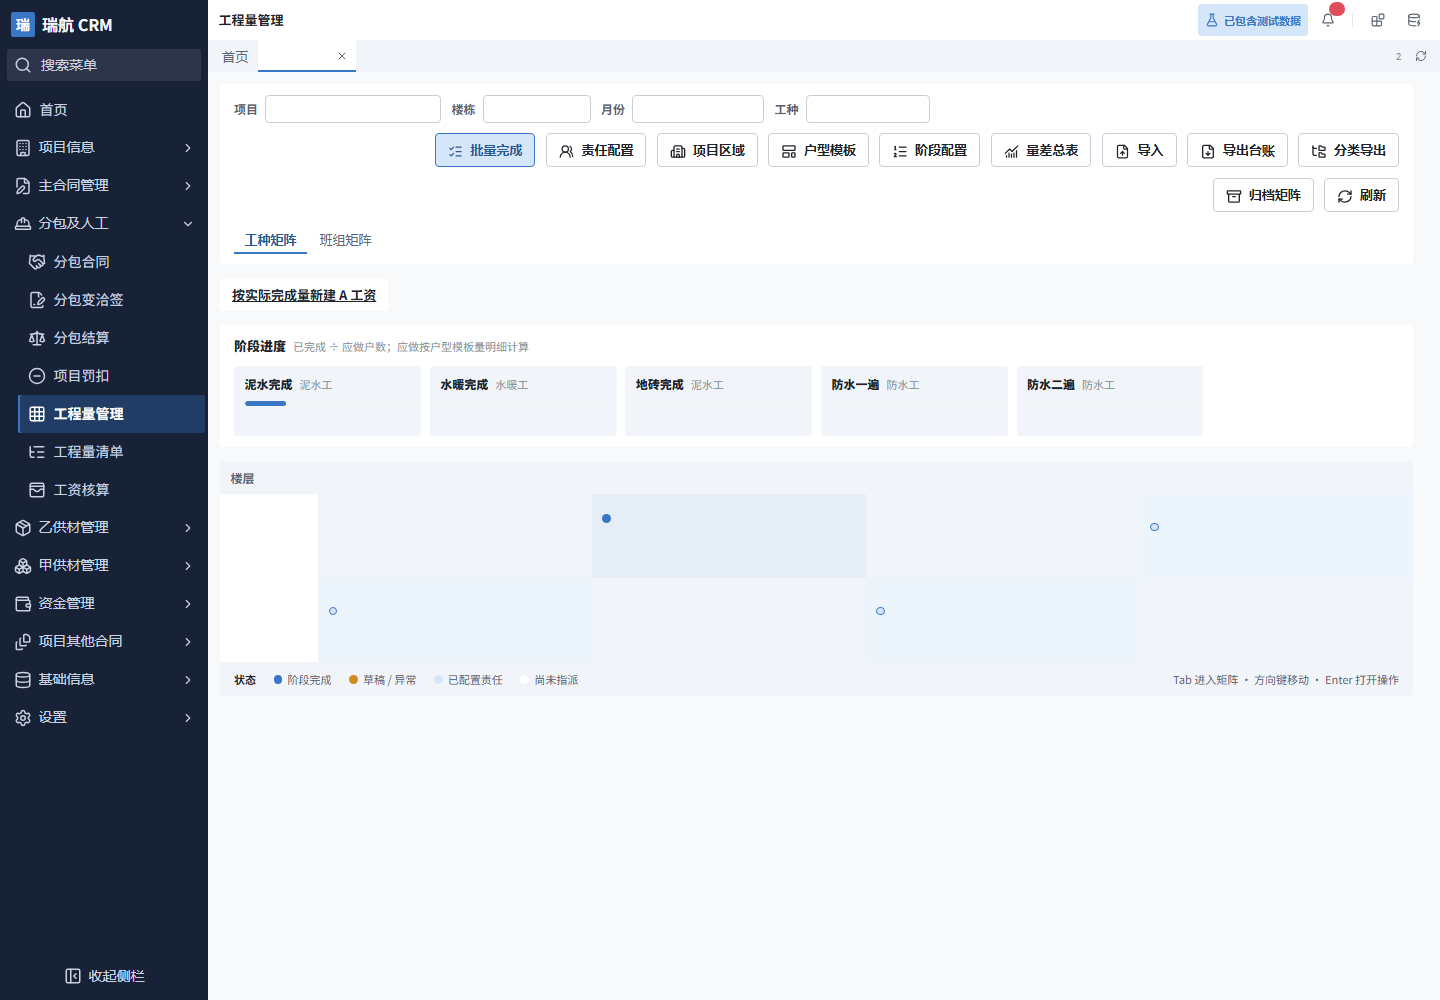 瑞 瑞航 CRM
搜索菜单
首页
项目信息
主合同管理
分包及人工
分包合同
分包变洽签
分包结算
项目罚扣
工程量管理
工程量清单
工资核算
乙供材管理
甲供材管理
资金管理
项目其他合同
基础信息
设置
收起侧栏
工程量管理
已包含测试数据
首页
2
项目
楼栋
月份
工种
批量完成
责任配置
项目区域
户型模板
阶段配置
量差总表
导入
导出台账
分类导出
归档矩阵
刷新
工种矩阵
班组矩阵
按实际完成量新建 A 工资
阶段进度 已完成 ÷ 应做户数；应做按户型模板量明细计算
泥水完成 泥水工
水暖完成 水暖工
地砖完成 泥水工
防水一遍 防水工
防水二遍 防水工
楼层
状态 阶段完成 草稿 / 异常 已配置责任 尚未指派
Tab 进入矩阵 · 方向键移动 · Enter 打开操作